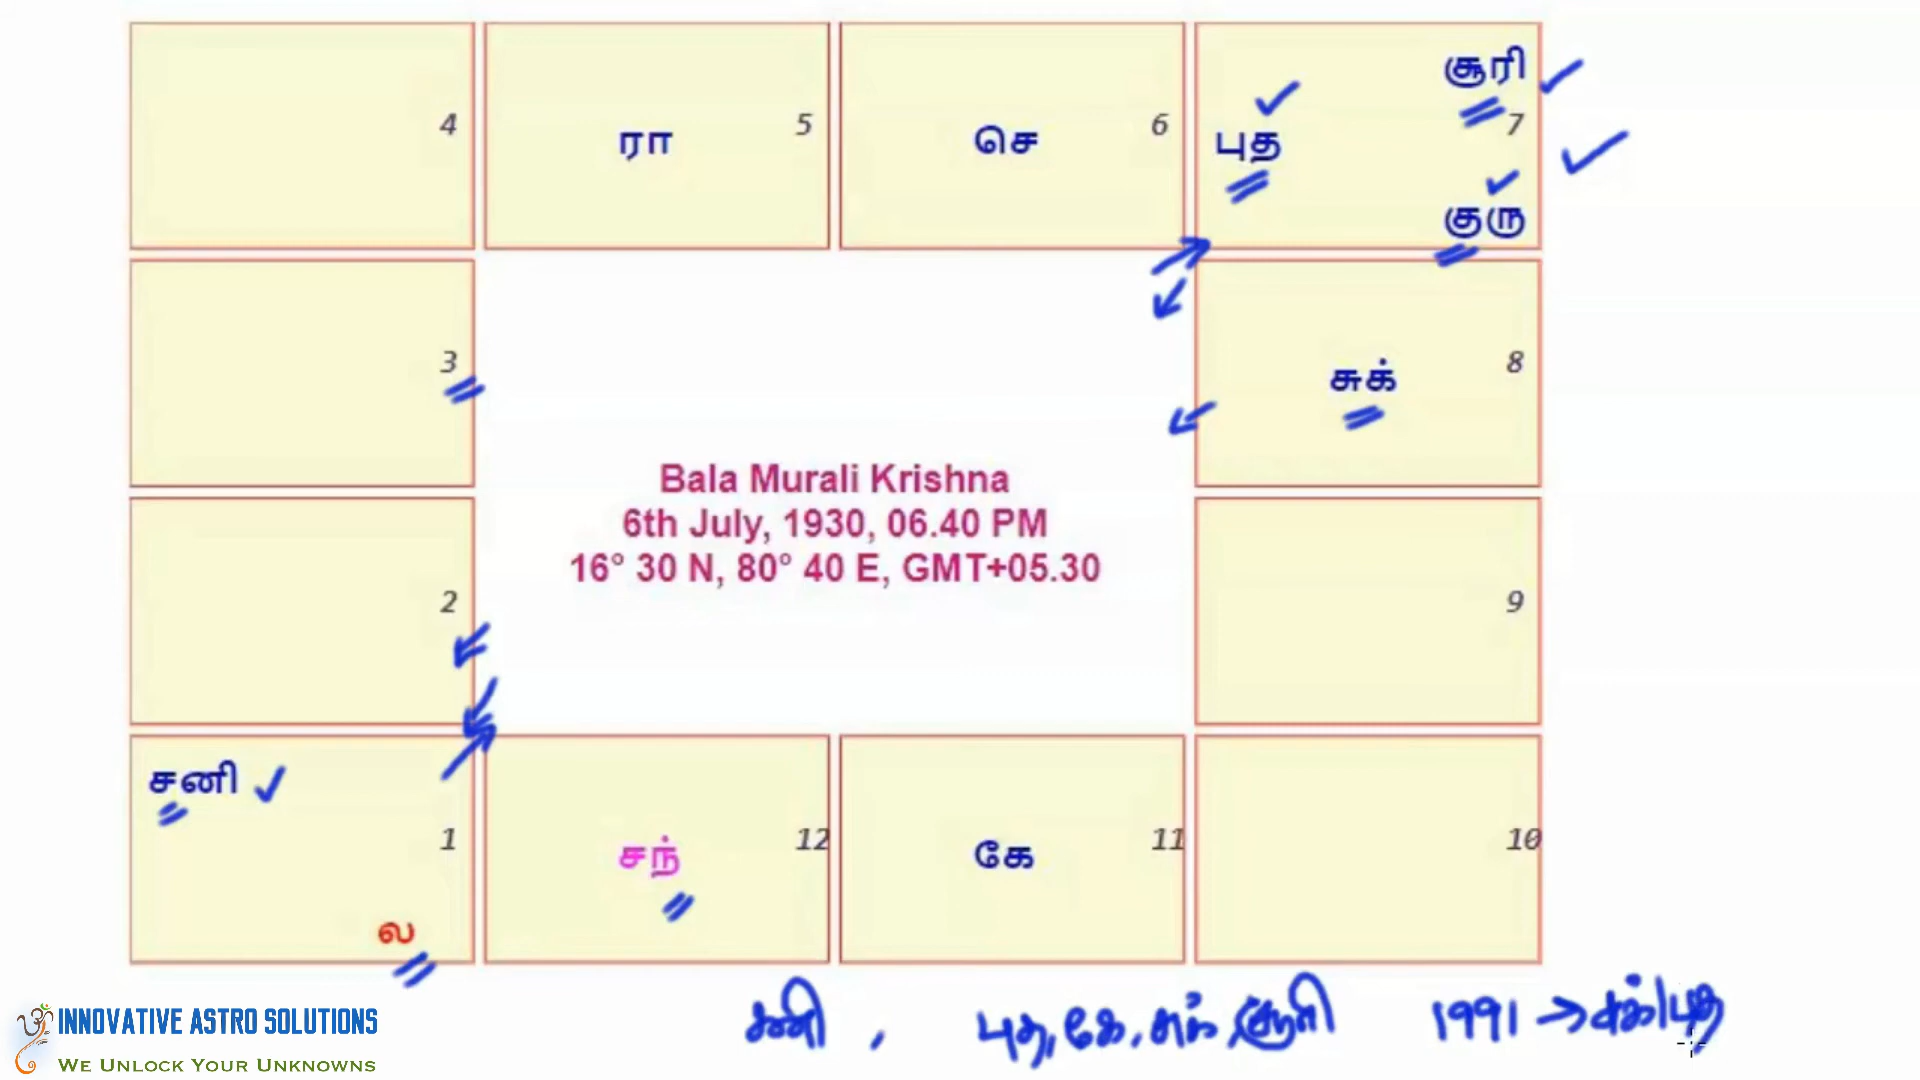 4
ரா 5
செ 6
சூரி
புத 7
குரு
3
சுக் 8
Bala Murali Krishna
6th July, 1930, 06.40 PM
16° 30 N, 80° 40 E, GMT+05.30
2
9
சனி
1
ல
சந் 12
கே 11
10
சனி , புத, கே, சுக், சூரி 1991 → சுக்/புத
INNOVATIVE ASTRO SOLUTIONS
WE UNLOCK YOUR UNKNOWNS